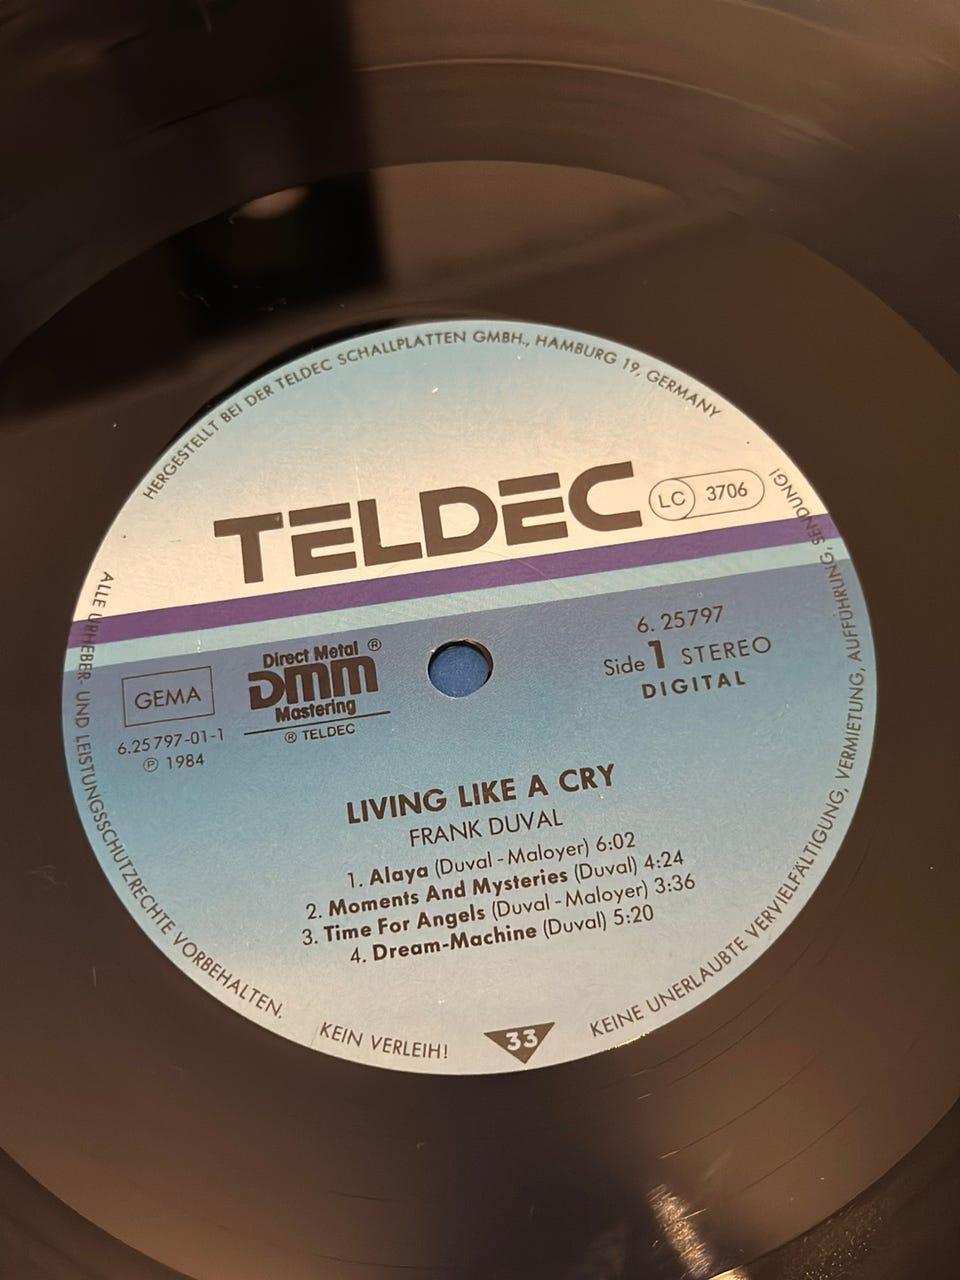 HERGESTELLT BEI DER TELDEC SCHALLPLATTEN GMBH., HAMBURG 19, GERMANY
TELDEC
LC 3706
6. 25797
Side 1 STEREO
DIGITAL
GEMA
6.25797-01-1
℗ 1984
Direct Metal ®
DMM
Mastering
® TELDEC
LIVING LIKE A CRY
FRANK DUVAL
1. Alaya (Duval - Maloyer) 6:02
2. Moments And Mysteries (Duval) 4:24
3. Time For Angels (Duval - Maloyer) 3:36
4. Dream-Machine (Duval) 5:20
ALLE URHEBER- UND LEISTUNGSSCHUTZRECHTE VORBEHALTEN.
KEIN VERLEIH!
33
KEINE UNERLAUBTE VERVIELFÄLTIGUNG, VERMIETUNG, AUFFÜHRUNG, SENDUNG!